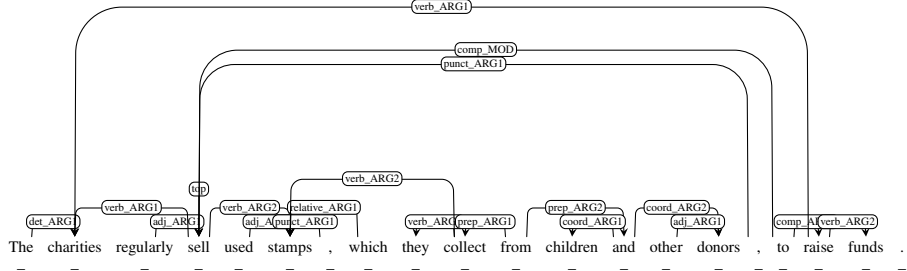 verb_ARG1
comp_MOD
punct_ARG1
top
verb_ARG2
verb_ARG1 verb_ARG2 relative_ARG1 prep_ARG2 coord_ARG2
det_ARG1 adj_ARG1 punct_ARG1 prep_ARG1 coord_ARG1 adj_ARG1 verb_ARG2
The charities regularly sell used stamps , which they collect from children and other donors , to raise funds .